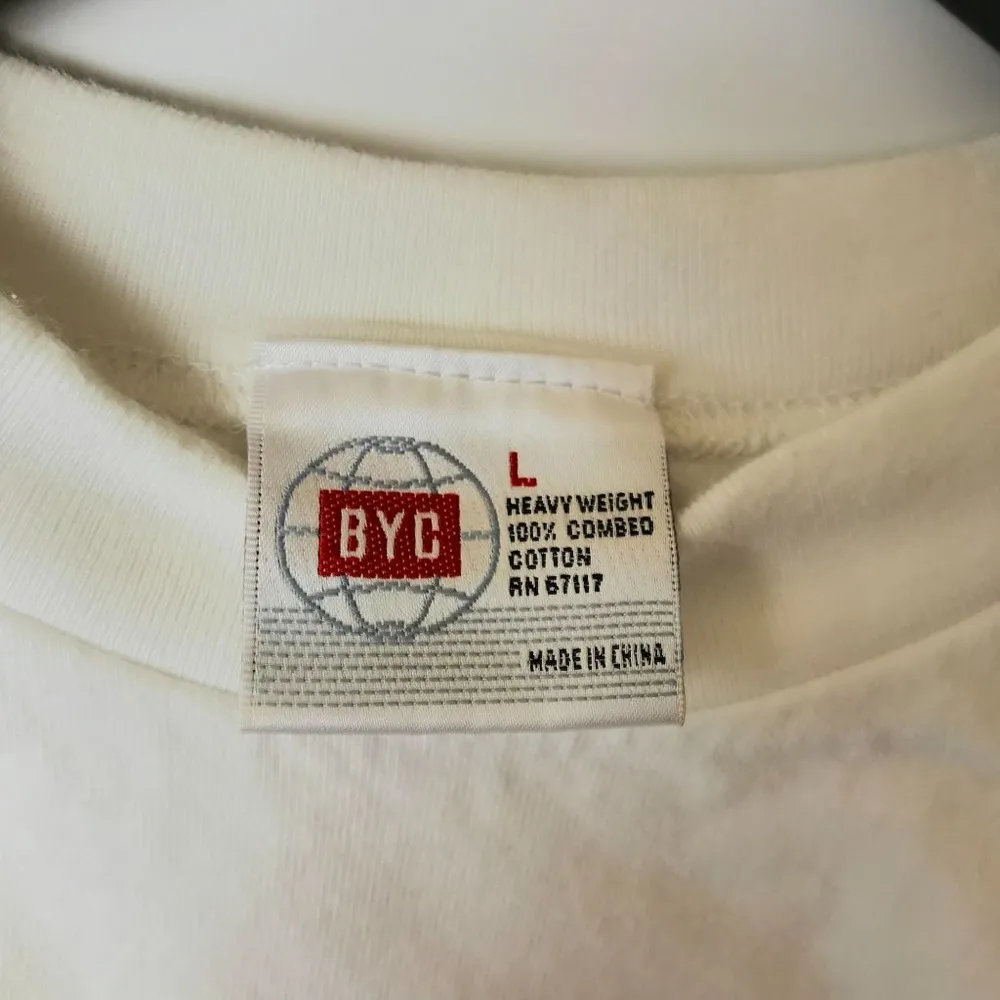 BYC
L
HEAVY WEIGHT
100% COMBED
COTTON
RN 67117
MADE IN CHINA